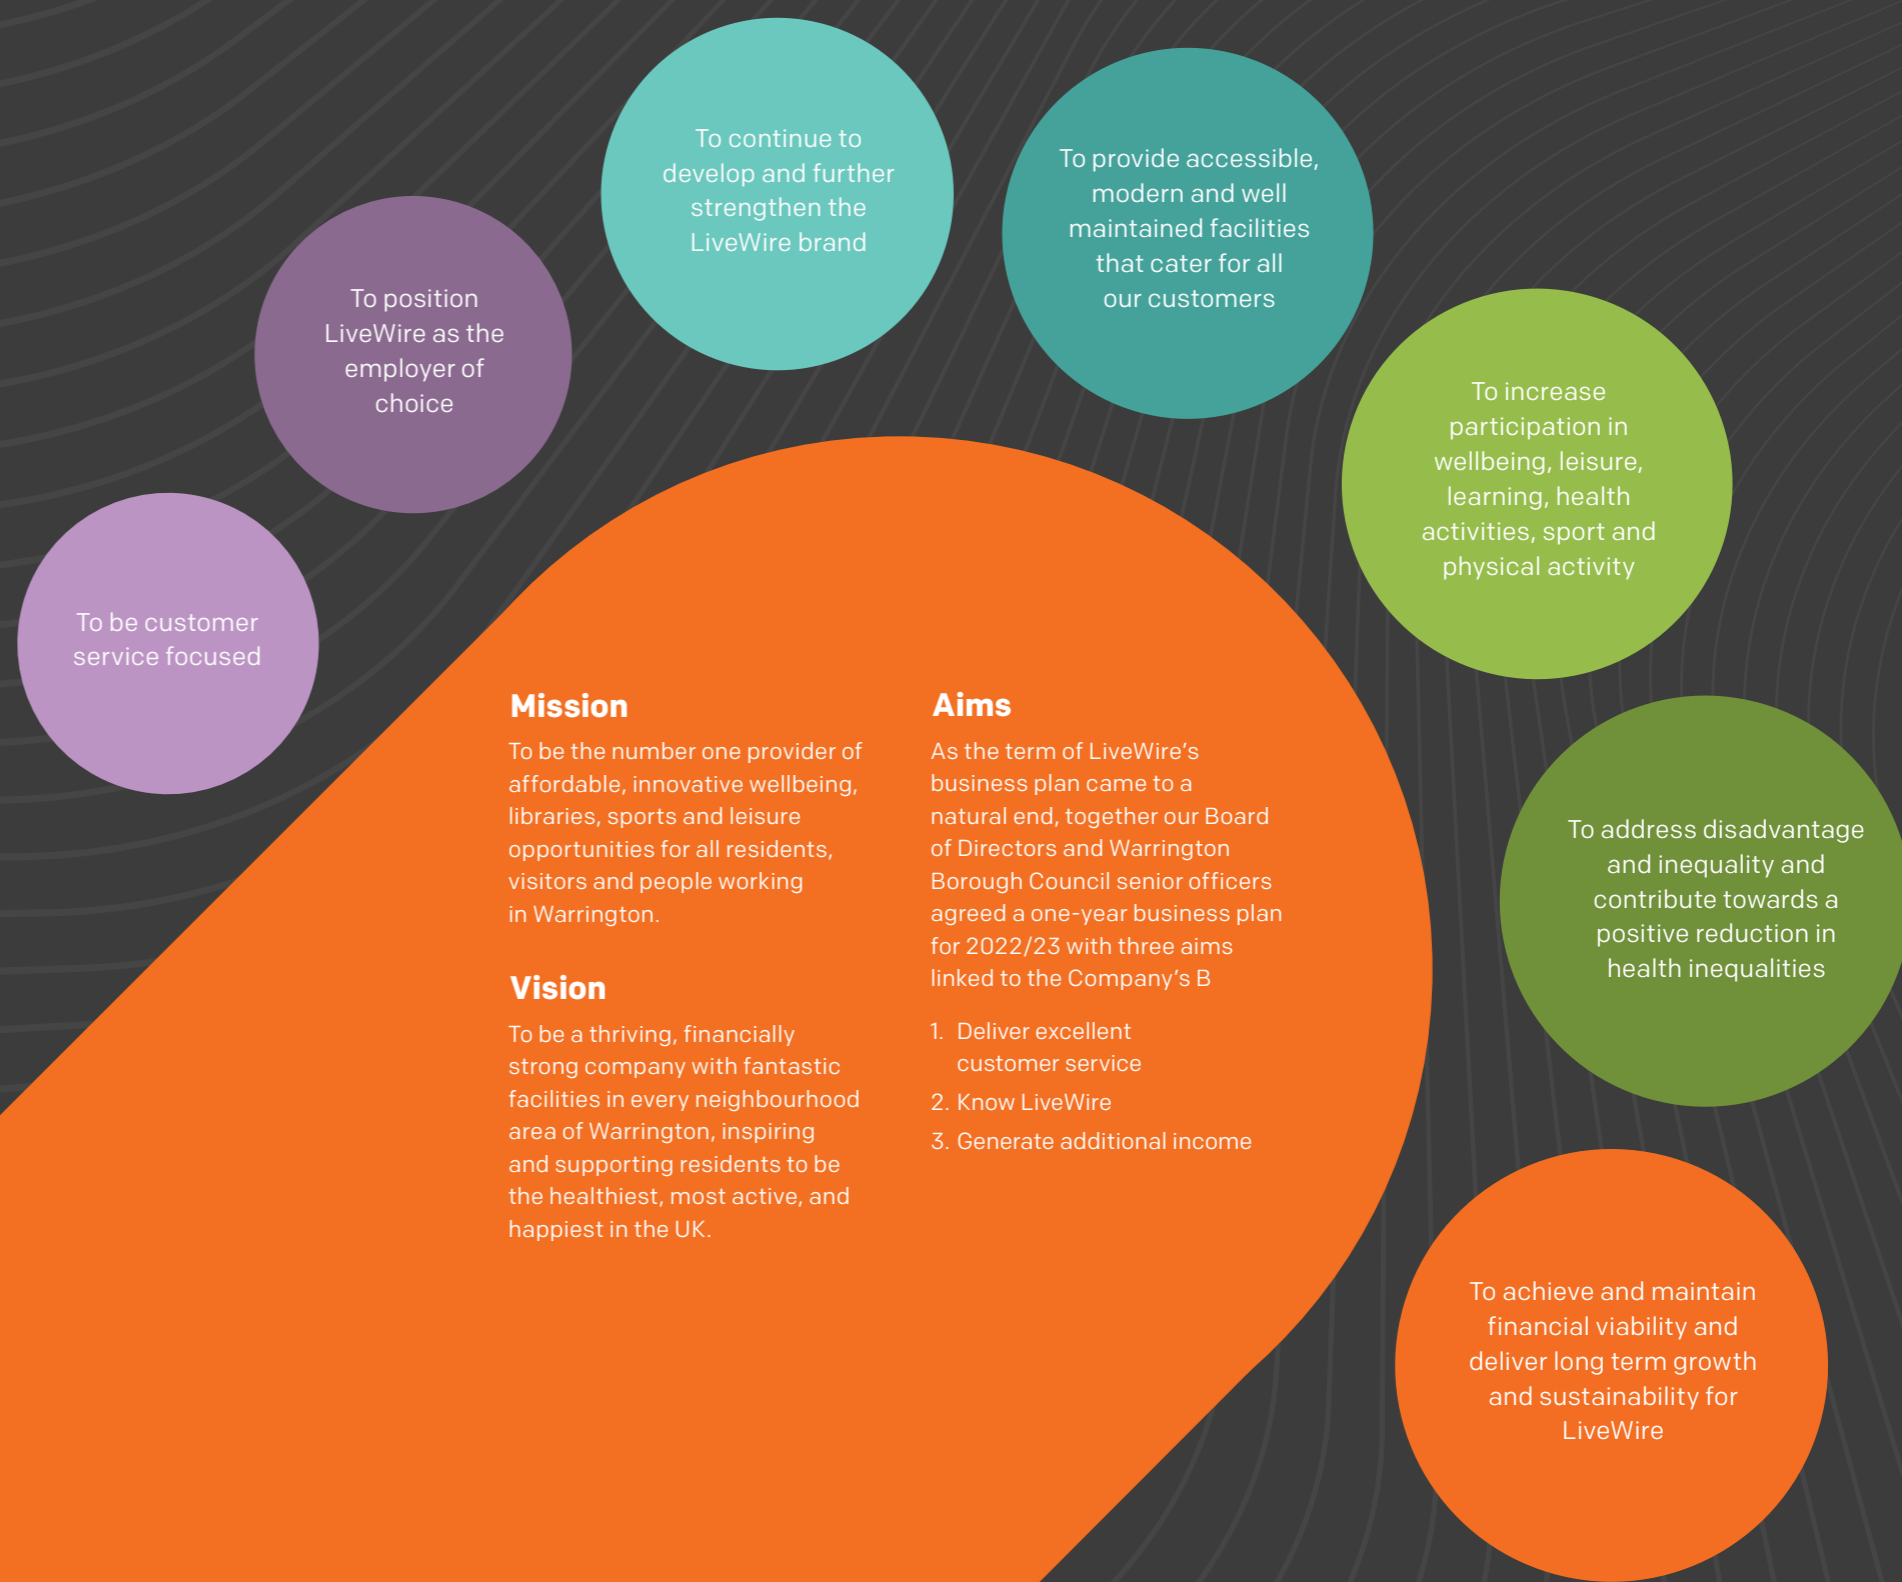 To continue to
develop and further
strengthen the
LiveWire brand
To provide accessible,
modern and well
maintained facilities
that cater for all
our customers
To position
LiveWire as the
employer of
choice
To increase
participation in
wellbeing, leisure,
learning, health
activities, sport and
physical activity
To be customer
service focused
Mission
To be the number one provider of
affordable, innovative wellbeing,
libraries, sports and leisure
opportunities for all residents,
visitors and people working
in Warrington.
Vision
To be a thriving, financially
strong company with fantastic
facilities in every neighbourhood
area of Warrington, inspiring
and supporting residents to be
the healthiest, most active, and
happiest in the UK.
Aims
As the term of LiveWire's
business plan came to a
natural end, together our Board
of Directors and Warrington
Borough Council senior officers
agreed a one-year business plan
for 2022/23 with three aims
linked to the Company's B
1. Deliver excellent
customer service
2. Know LiveWire
3. Generate additional income
To address disadvantage
and inequality and
contribute towards a
positive reduction in
health inequalities
To achieve and maintain
financial viability and
deliver long term growth
and sustainability for
LiveWire